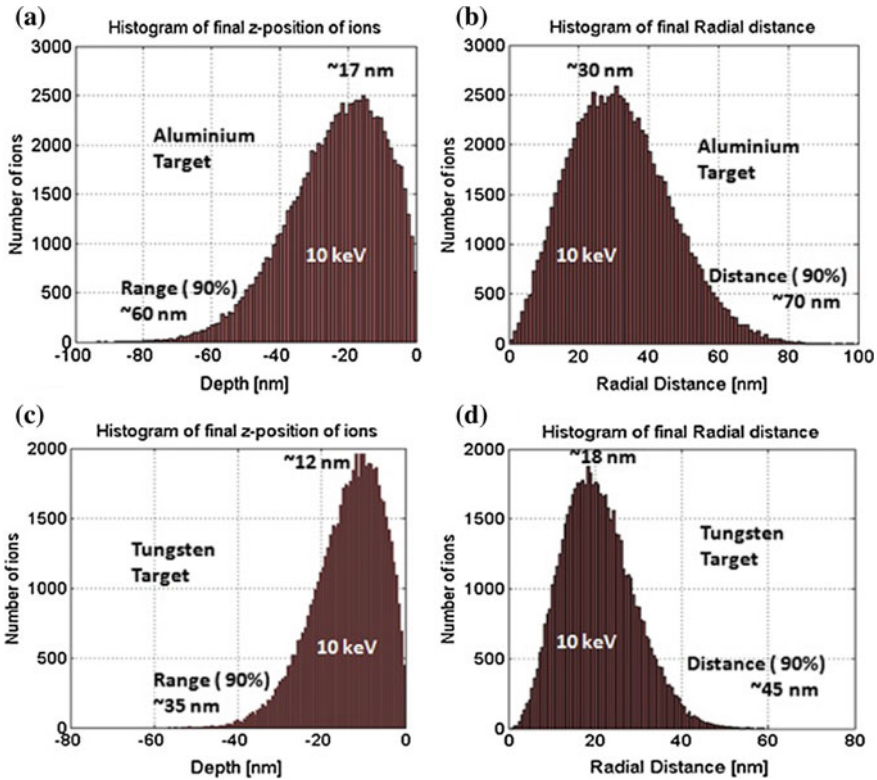 (a)
Histogram of final z-position of ions
3000
2500
2000
1500
1000
500
0
Number of ions
~17 nm
Aluminium
Target
10 keV
Range ( 90%)
~60 nm
-100
-80
-60
-40
-20
0
Depth [nm]
(b)
Histogram of final Radial distance
3000
2500
2000
1500
1000
500
0
Number of ions
~30 nm
Aluminium
Target
10 keV
Distance ( 90%)
~70 nm
0
20
40
60
80
100
Radial Distance [nm]
(c)
Histogram of final z-position of ions
2000
1500
1000
500
0
Number of ions
~12 nm
Tungsten
Target
10 keV
Range ( 90%)
~35 nm
-80
-60
-40
-20
0
Depth [nm]
(d)
Histogram of final Radial distance
2000
1500
1000
500
0
Number of ions
~18 nm
Tungsten
Target
10 keV
Distance ( 90%)
~45 nm
0
20
40
60
80
Radial Distance [nm]